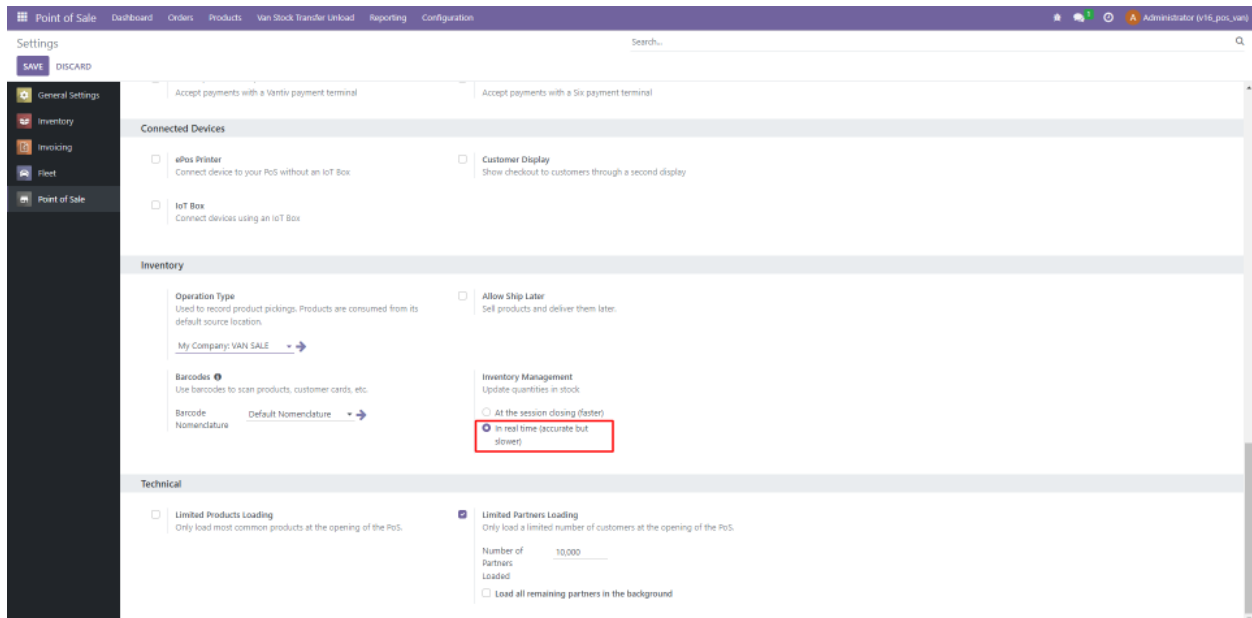 Point of Sale Dashboard Orders Products Van Stock Transfer Unload Reporting Configuration 1 A Administrator (v16_pos_van)
Settings Search...
SAVE DISCARD
General Settings
Inventory
Invoicing
Fleet
Point of Sale
Accept payments with a Vantiv payment terminal
Accept payments with a Six payment terminal
Connected Devices
ePos Printer
Connect device to your PoS without an IoT Box
Customer Display
Show checkout to customers through a second display
IoT Box
Connect devices using an IoT Box
Inventory
Operation Type
Used to record product pickings. Products are consumed from its
default source location.
My Company: VAN SALE
Allow Ship Later
Sell products and deliver them later.
Barcodes
Use barcodes to scan products, customer cards, etc.
Barcode
Nomenclature
Default Nomenclature
Inventory Management
Update quantities in stock
At the session closing (faster)
In real time (accurate but
slower)
Technical
Limited Products Loading
Only load most common products at the opening of the PoS.
Limited Partners Loading
Only load a limited number of customers at the opening of the PoS.
Number of
Partners
Loaded
10,000
Load all remaining partners in the background